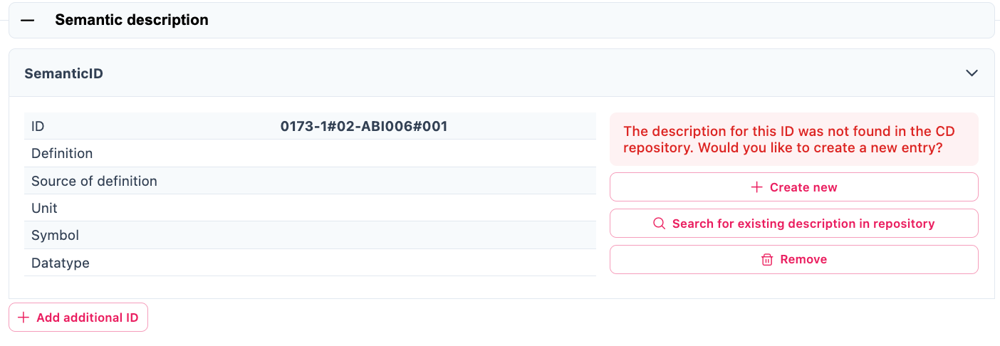 Semantic description
SemanticID
ID 0173-1#02-ABI006#001
Definition
Source of definition
Unit
Symbol
Datatype
The description for this ID was not found in the CD
repository. Would you like to create a new entry?
Create new
Search for existing description in repository
Remove
Add additional ID